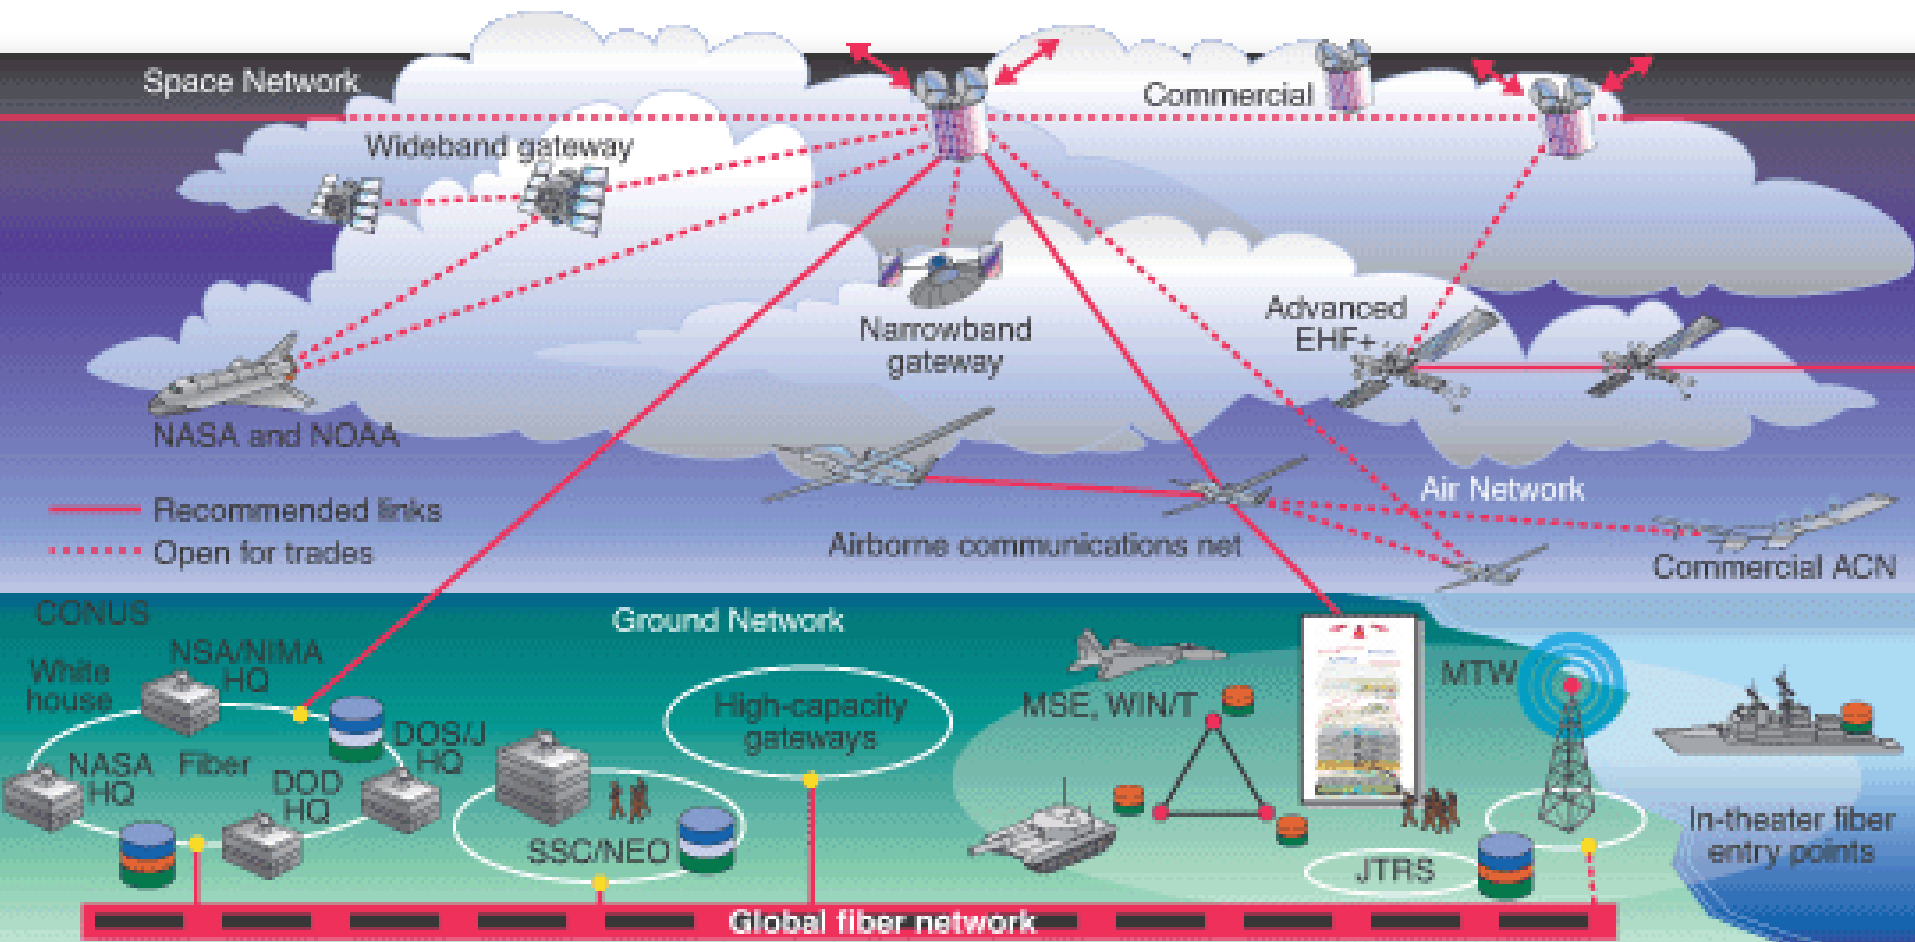 Space Network
Commercial
Wideband gateway
Narrowband
gateway
Advanced
EHF+
NASA and NOAA
Air Network
Recommended links
Open for trades
Airborne communications net
Commercial ACN
CONUS
Ground Network
NSA/NIMA
HQ
White
house
MTW
High-capacity
gateways
MSE, WIN/T
DOS/J
HQ
NASA
HQ
Fiber
DOD
HQ
In-theater fiber
entry points
SSC/NEO
JTRS
Global fiber network